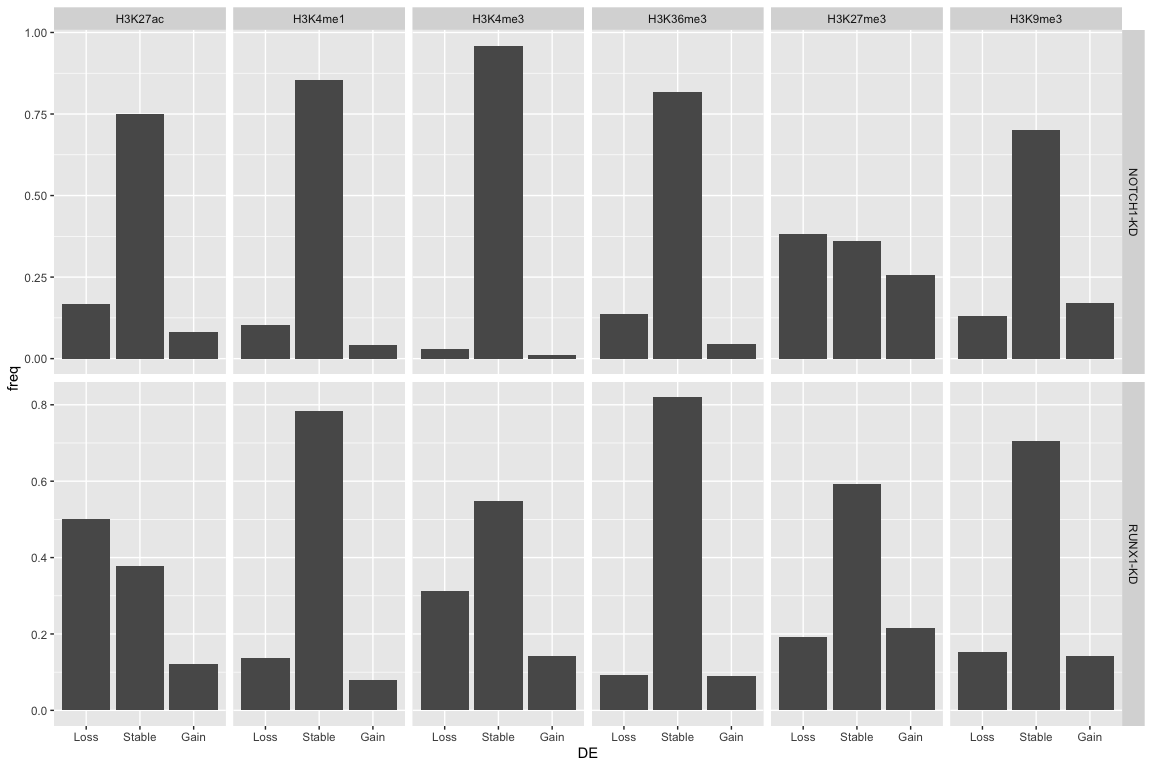 H3K27ac H3K4me1 H3K4me3 H3K36me3 H3K27me3 H3K9me3
1.00
0.75
0.50
0.25
0.00
NOTCH1-KD
freq
0.8
0.6
0.4
0.2
0.0
RUNX1-KD
Loss Stable Gain Loss Stable Gain Loss Stable Gain Loss Stable Gain Loss Stable Gain Loss Stable Gain
DE